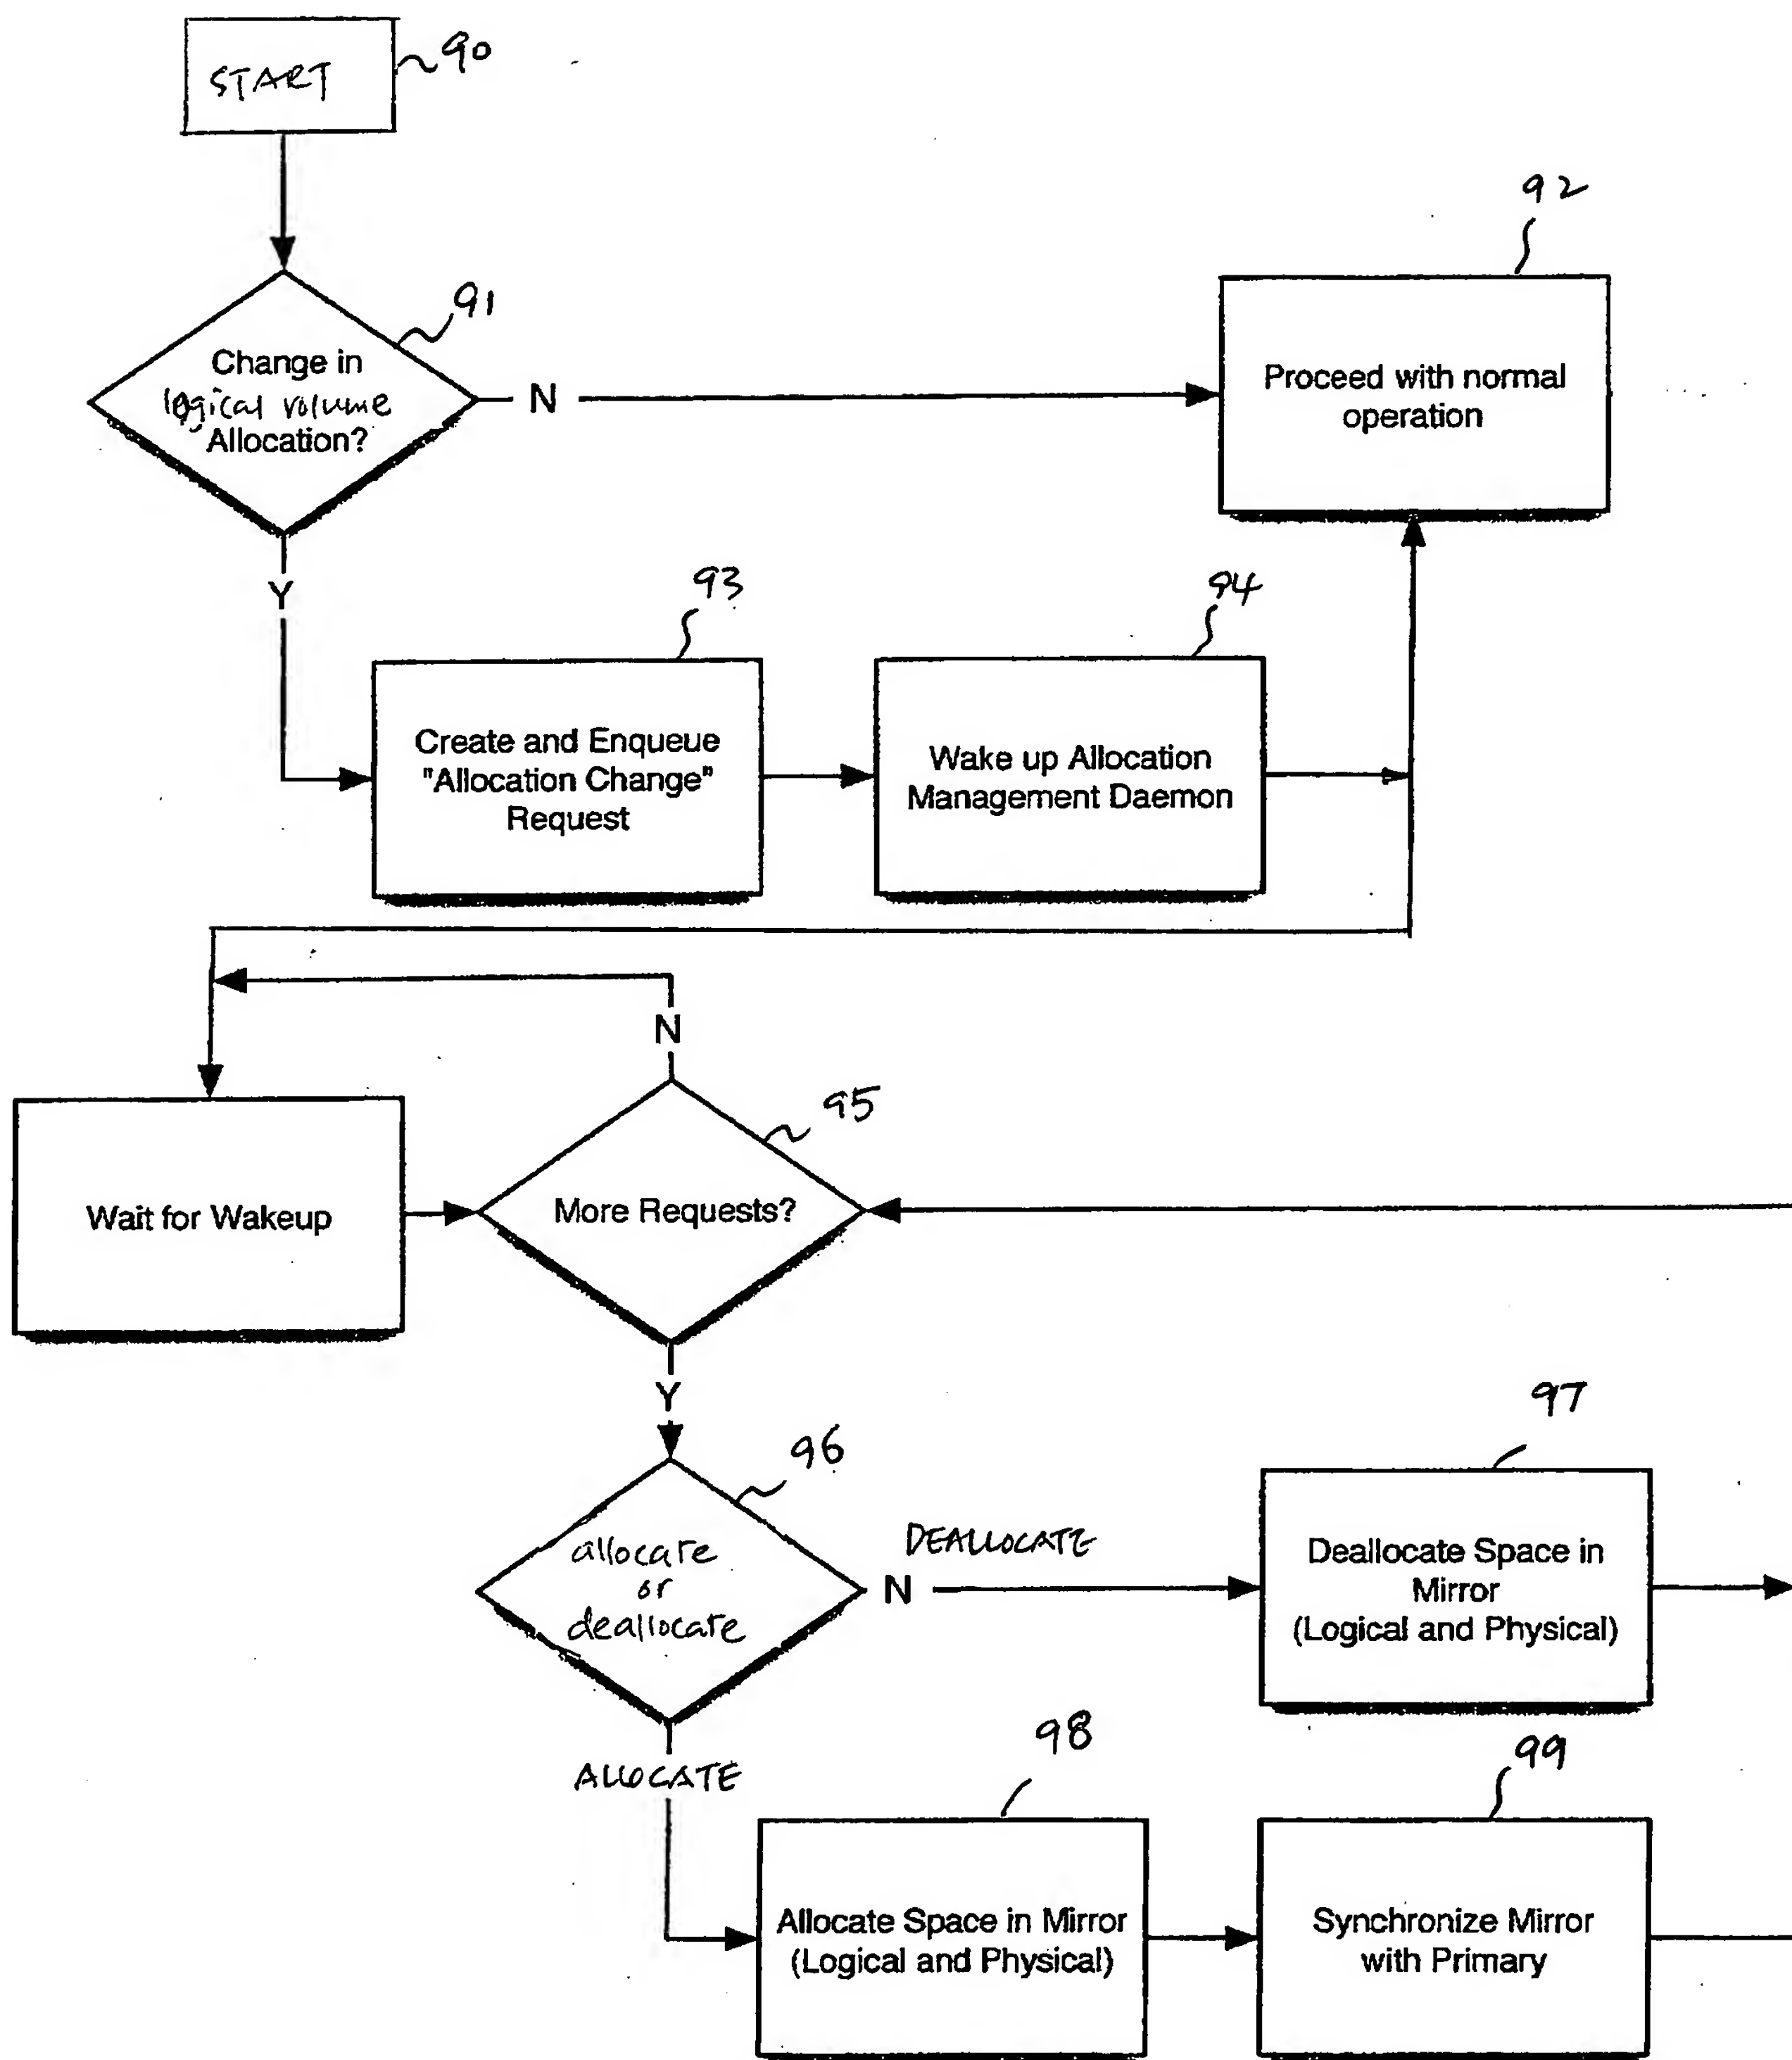 START
90
92
91
Change in
logical volume
Allocation?
N
Proceed with normal
operation
Y
93
94
Create and Enqueue
"Allocation Change"
Request
Wake up Allocation
Management Daemon
N
95
Wait for Wakeup
More Requests?
Y
97
96
allocate
or
deallocate
DEALLOCATE
N
Deallocate Space in
Mirror
(Logical and Physical)
ALLOCATE
98
99
Allocate Space in Mirror
(Logical and Physical)
Synchronize Mirror
with Primary